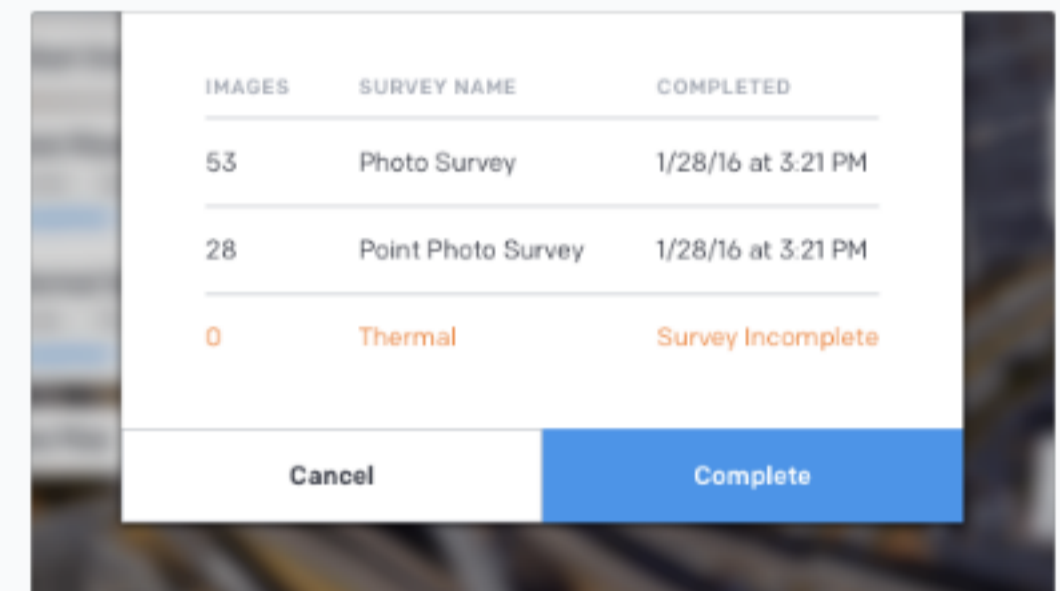 IMAGES SURVEY NAME COMPLETED
53 Photo Survey 1/28/16 at 3:21 PM
28 Point Photo Survey 1/28/16 at 3:21 PM
0 Thermal Survey Incomplete
Cancel Complete